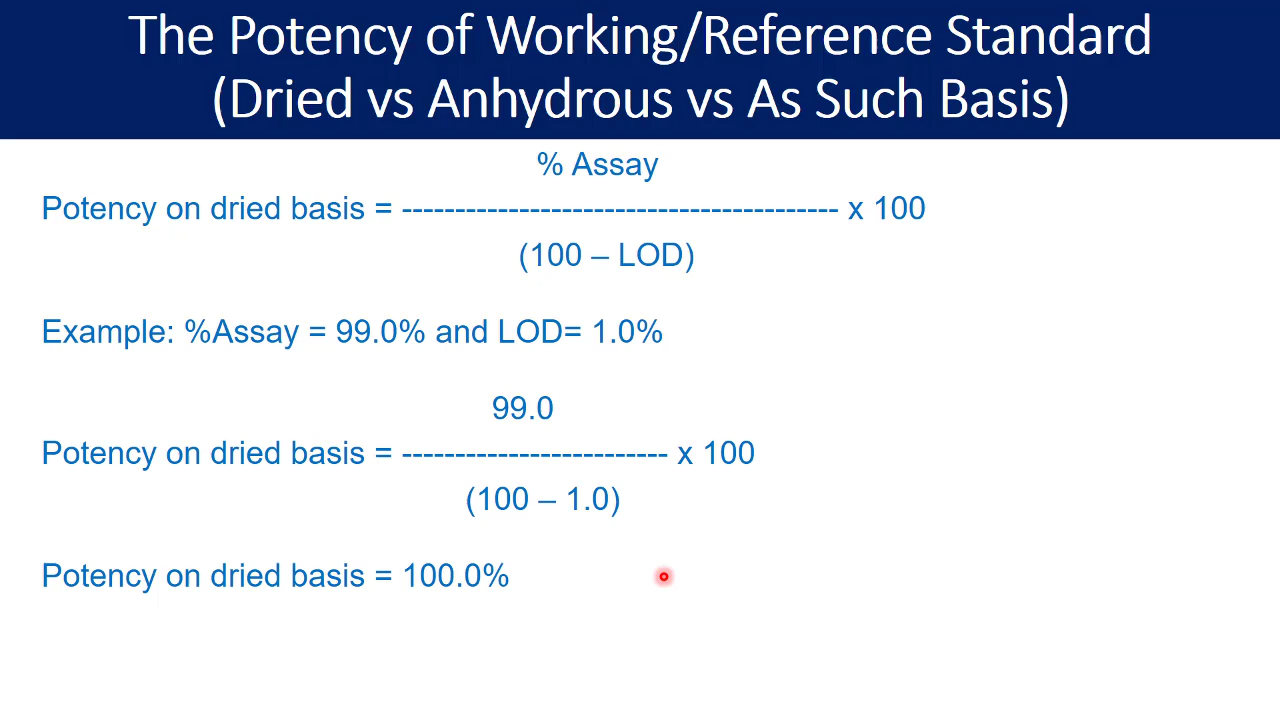 The Potency of Working/Reference Standard
(Dried vs Anhydrous vs As Such Basis)
% Assay
Potency on dried basis = ----------------------------------------- x 100
(100 – LOD)
Example: %Assay = 99.0% and LOD= 1.0%
99.0
Potency on dried basis = ------------------------- x 100
(100 – 1.0)
Potency on dried basis = 100.0%